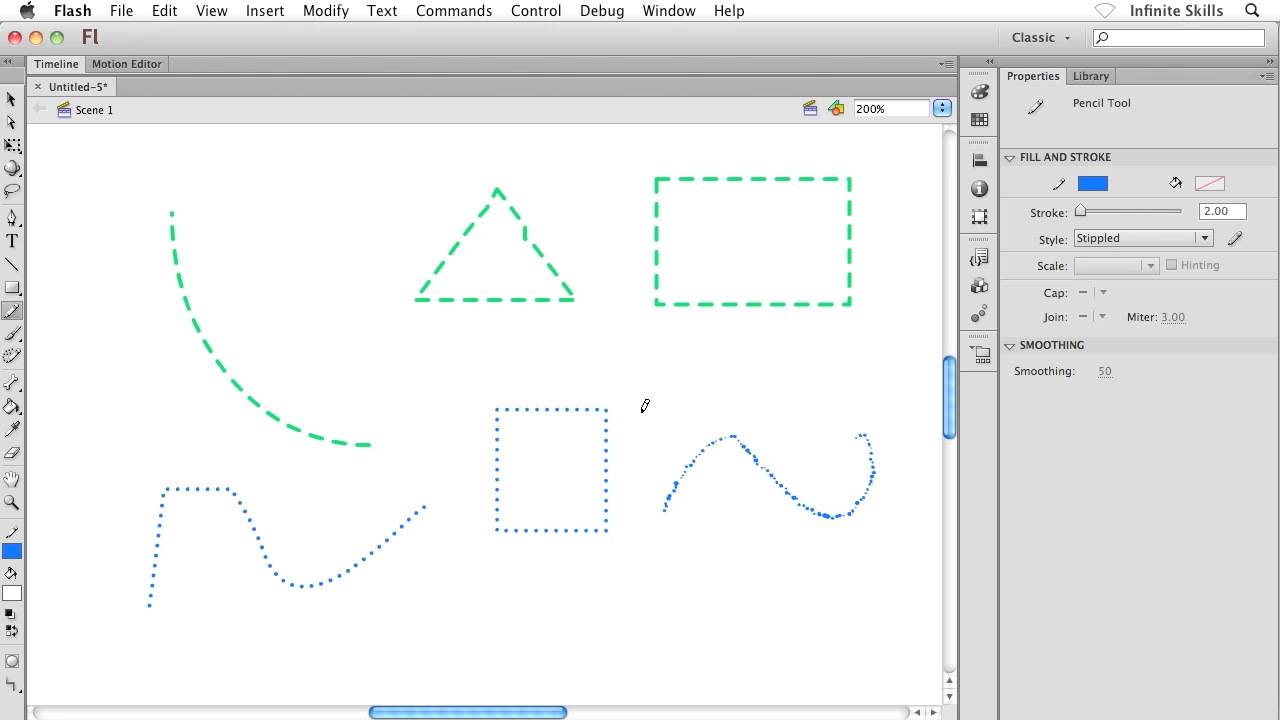 Flash File Edit View Insert Modify Text Commands Control Debug Window Help Infinite Skills
Fl Classic
Timeline Motion Editor
Untitled-5*
Scene 1 200%
Properties Library
Pencil Tool
FILL AND STROKE
Stroke: 2.00
Style: Stippled
Scale: Hinting
Cap:
Join: Miter: 3.00
SMOOTHING
Smoothing: 50
T